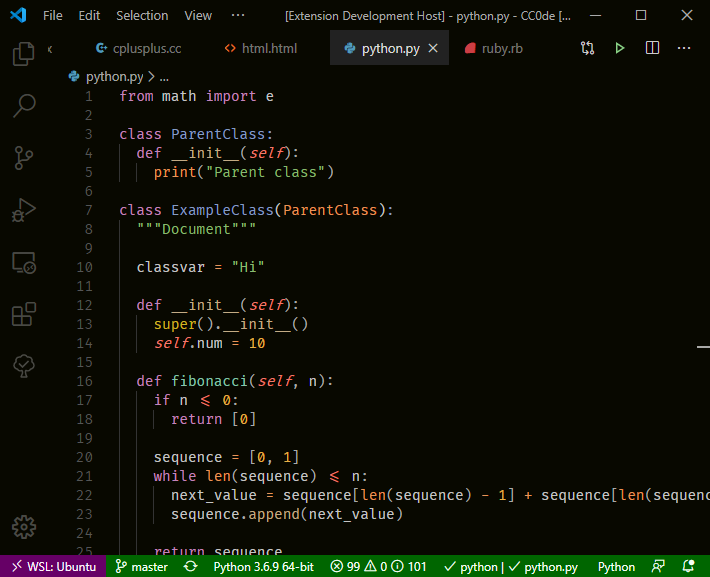 File Edit Selection View ··· [Extension Development Host] - python.py - CC0de [...
cplusplus.cc html.html python.py ruby.rb
python.py > ...
1 from math import e
2
3 class ParentClass:
4 def __init__(self):
5 print("Parent class")
6
7 class ExampleClass(ParentClass):
8 """Document"""
9
10 classvar = "Hi"
11
12 def __init__(self):
13 super().__init__()
14 self.num = 10
15
16 def fibonacci(self, n):
17 if n <= 0:
18 return [0]
19
20 sequence = [0, 1]
21 while len(sequence) <= n:
22 next_value = sequence[len(sequence) - 1] + sequence[len(sequenc
23 sequence.append(next_value)
24
25 return sequence
WSL: Ubuntu master Python 3.6.9 64-bit 99 0 101 python | python.py Python